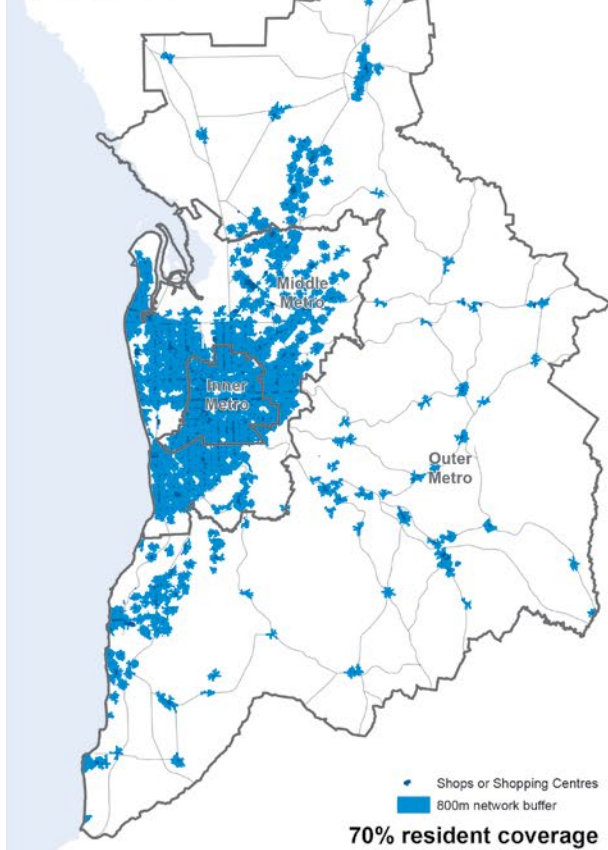 Middle
Metro
Inner
Metro
Outer
Metro
Shops or Shopping Centres
800m network buffer
70% resident coverage